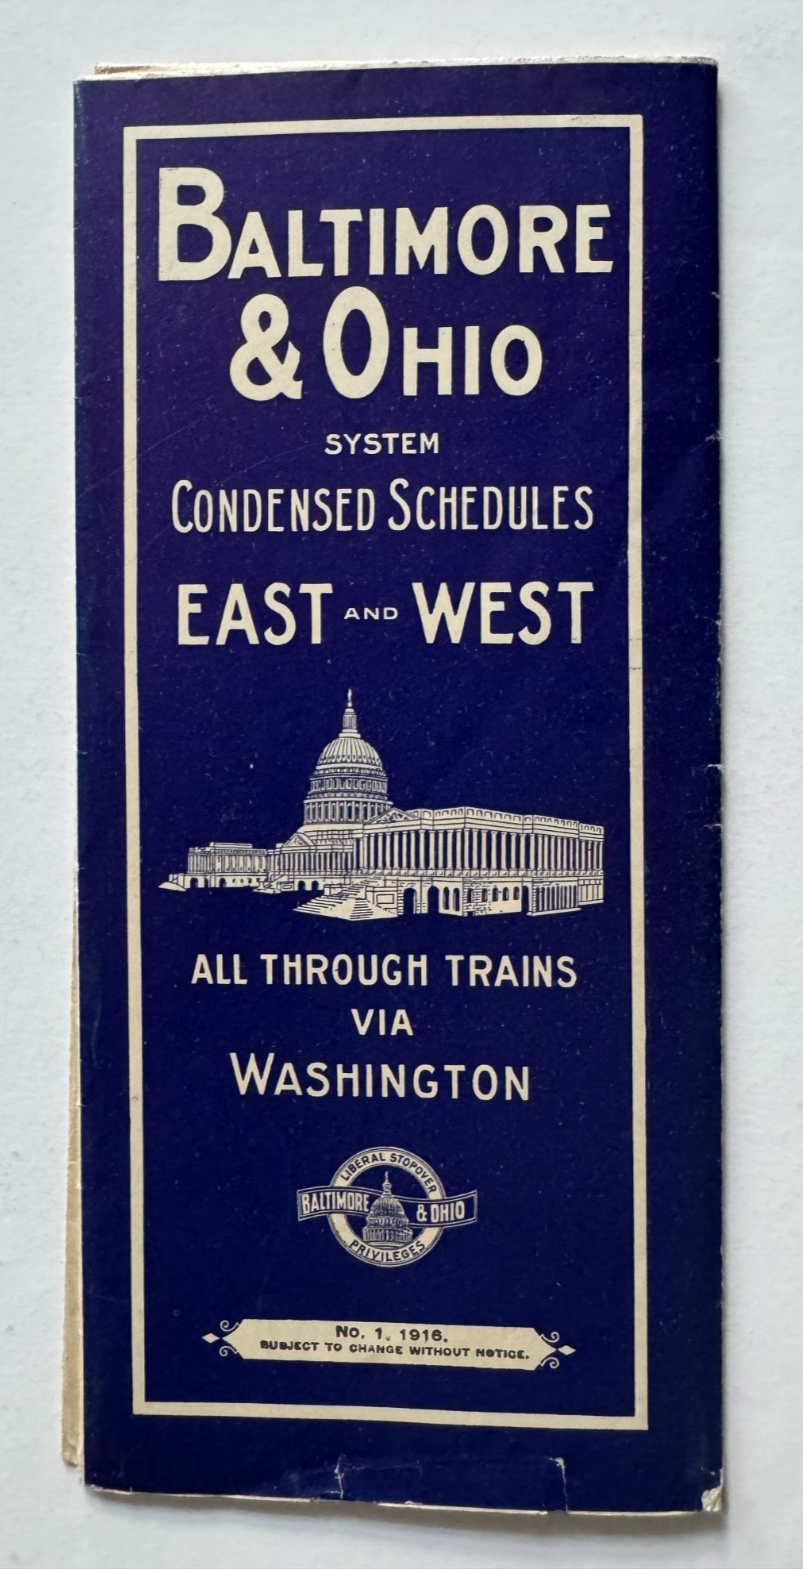 BALTIMORE
& OHIO
SYSTEM
CONDENSED SCHEDULES
EAST AND WEST
ALL THROUGH TRAINS
VIA
WASHINGTON
LIBERAL STOPOVER
BALTIMORE & OHIO
PRIVILEGES
No. 1, 1916.
SUBJECT TO CHANGE WITHOUT NOTICE.